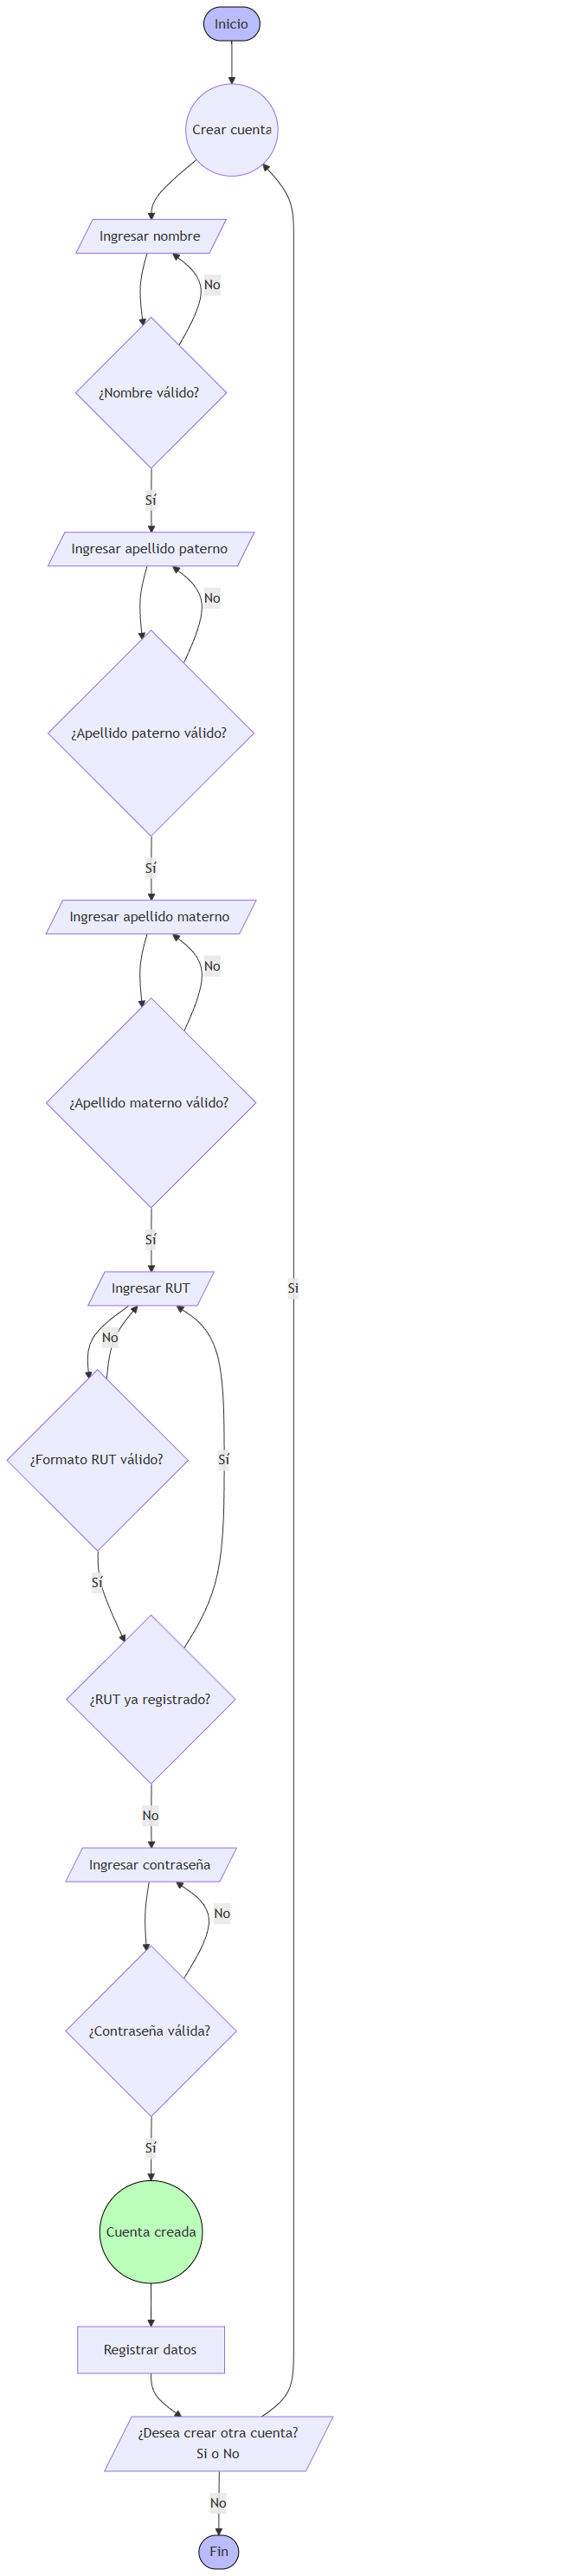 Inicio
Crear cuenta
Ingresar nombre
No
¿Nombre válido?
Sí
Ingresar apellido paterno
No
¿Apellido paterno válido?
Sí
Ingresar apellido materno
No
¿Apellido materno válido?
Sí
Ingresar RUT
Si
No
¿Formato RUT válido?
Sí
Sí
¿RUT ya registrado?
No
Ingresar contraseña
No
¿Contraseña válida?
Sí
Cuenta creada
Registrar datos
¿Desea crear otra cuenta?
Si o No
No
Fin